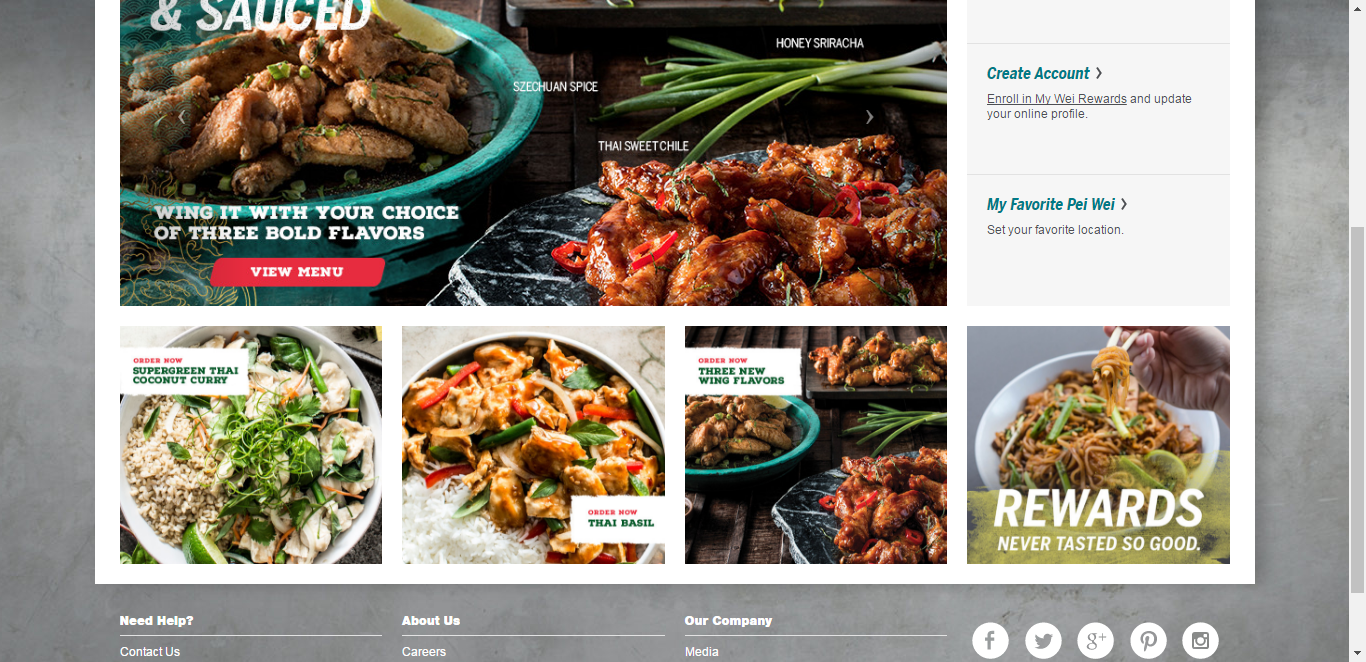 & SAUCED
HONEY SRIRACHA
SZECHUAN SPICE
THAI SWEET CHILE
WING IT WITH YOUR CHOICE
OF THREE BOLD FLAVORS
VIEW MENU
Create Account
Enroll in My Wei Rewards and update
your online profile.
My Favorite Pei Wei
Set your favorite location.
ORDER NOW
SUPERGREEN THAI
COCONUT CURRY
ORDER NOW
THAI BASIL
ORDER NOW
THREE NEW
WING FLAVORS
REWARDS
NEVER TASTED SO GOOD.
Need Help?
Contact Us
About Us
Careers
Our Company
Media